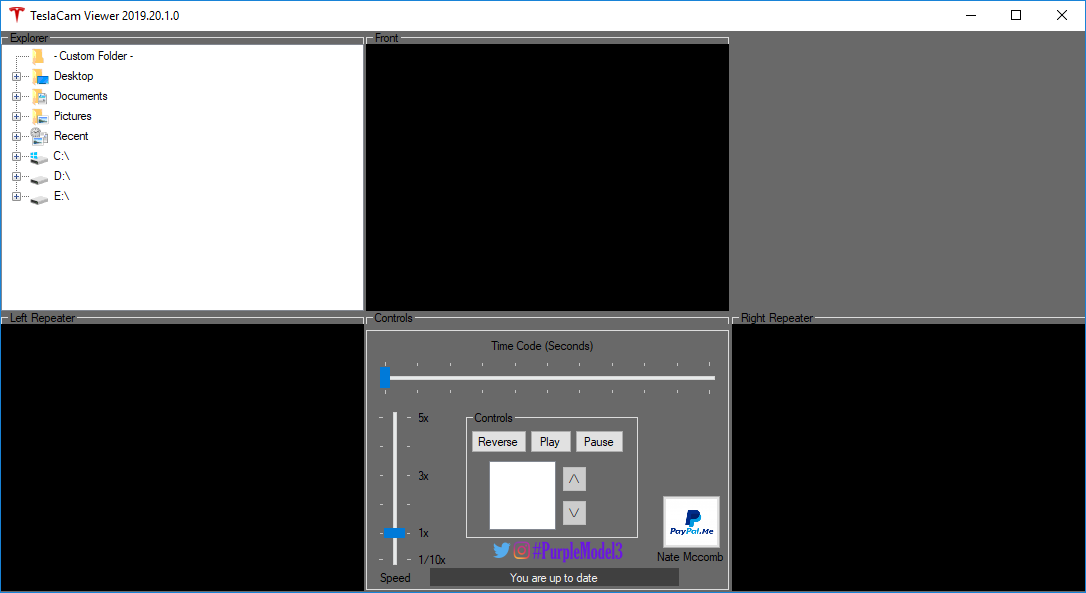 TeslaCam Viewer 2019.20.1.0
Explorer
- Custom Folder -
Desktop
Documents
Pictures
Recent
C:\
D:\
E:\
Front
Left Repeater
Controls
Time Code (Seconds)
5x
3x
1x
1/10x
Speed
Controls
Reverse Play Pause
#PurpleModel3
You are up to date
PayPal.Me
Nate Mccomb
Right Repeater